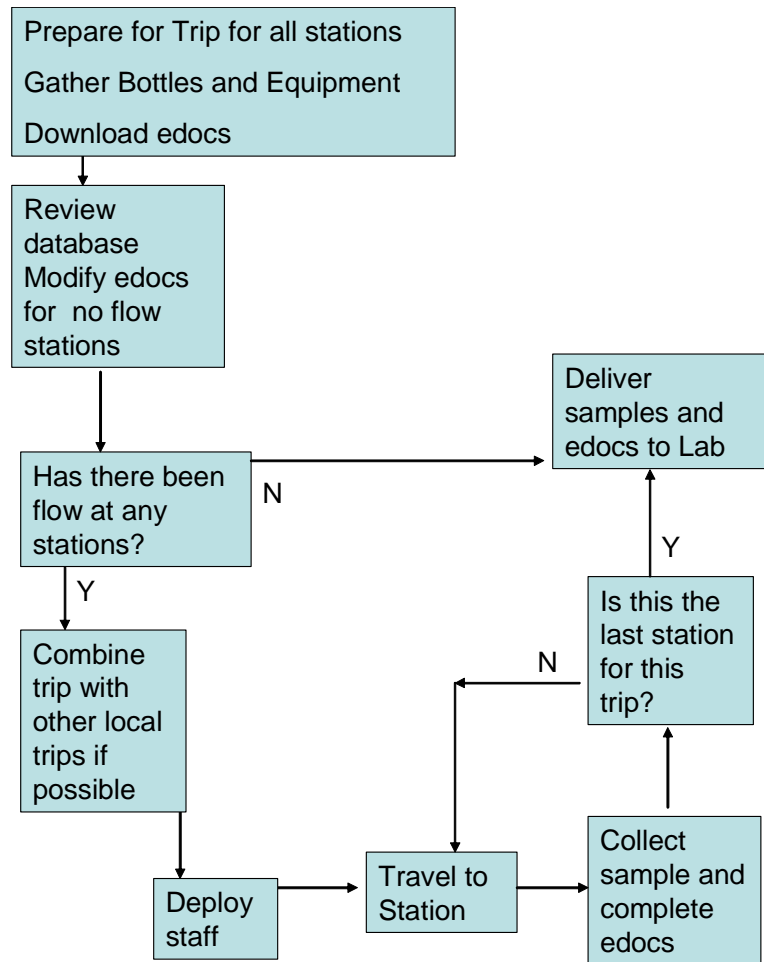 Prepare for Trip for all stations
Gather Bottles and Equipment
Download edocs
Review
database
Modify edocs
for no flow
stations
Has there been
flow at any
stations?
N
Y
Combine
trip with
other local
trips if
possible
Deploy
staff
Travel to
Station
Collect
sample and
complete
edocs
Is this the
last station
for this
trip?
N
Y
Deliver
samples and
edocs to Lab